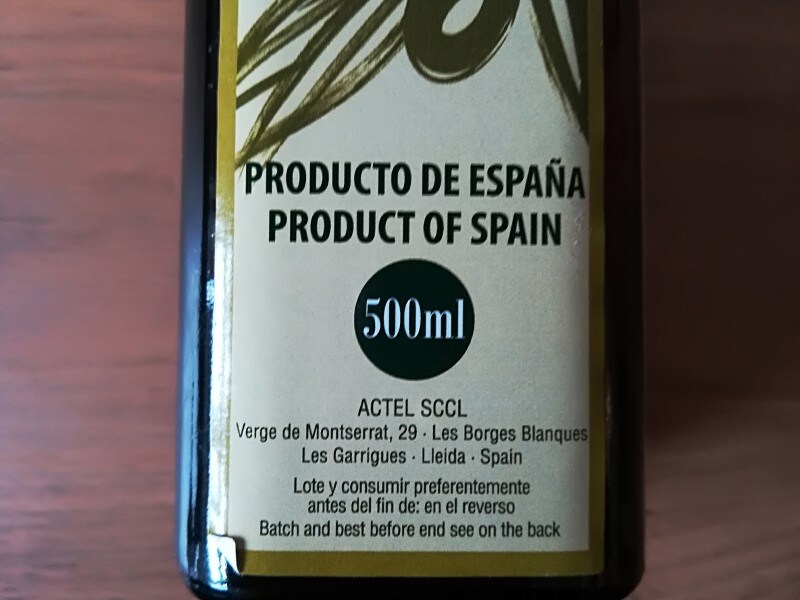 PRODUCTO DE ESPAÑA
PRODUCT OF SPAIN
500ml
ACTEL SCCL
Verge de Montserrat, 29 · Les Borges Blanques
Les Garrigues · Lleida · Spain
Lote y consumir preferentemente
antes del fin de: en el reverso
Batch and best before end see on the back